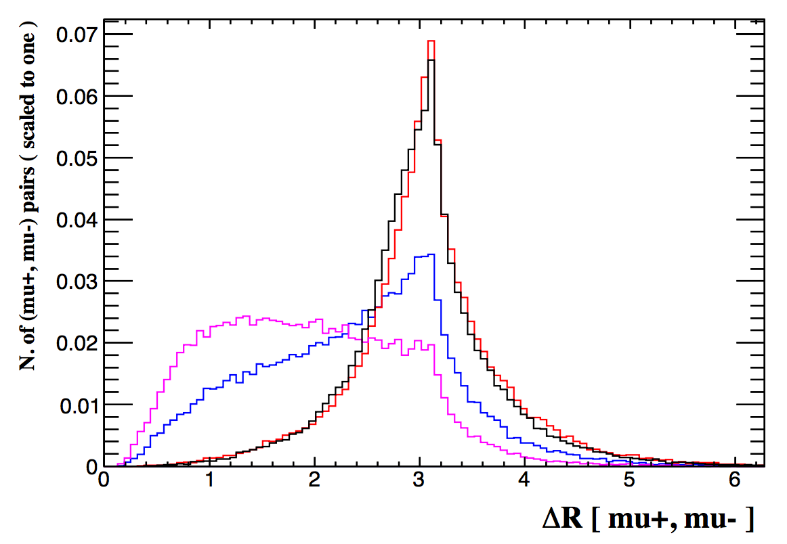 N. of (mu+, mu-) pairs ( scaled to one )
0.07
0.06
0.05
0.04
0.03
0.02
0.01
0
0 1 2 3 4 5 6
ΔR [ mu+, mu- ]